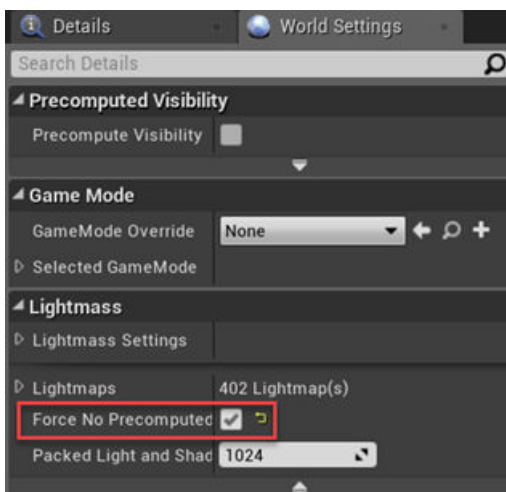 Details
World Settings
Search Details
Precomputed Visibility
Precompute Visibility
Game Mode
GameMode Override None
Selected GameMode
Lightmass
Lightmass Settings
Lightmaps 402 Lightmap(s)
Force No Precomputed
Packed Light and Shad 1024